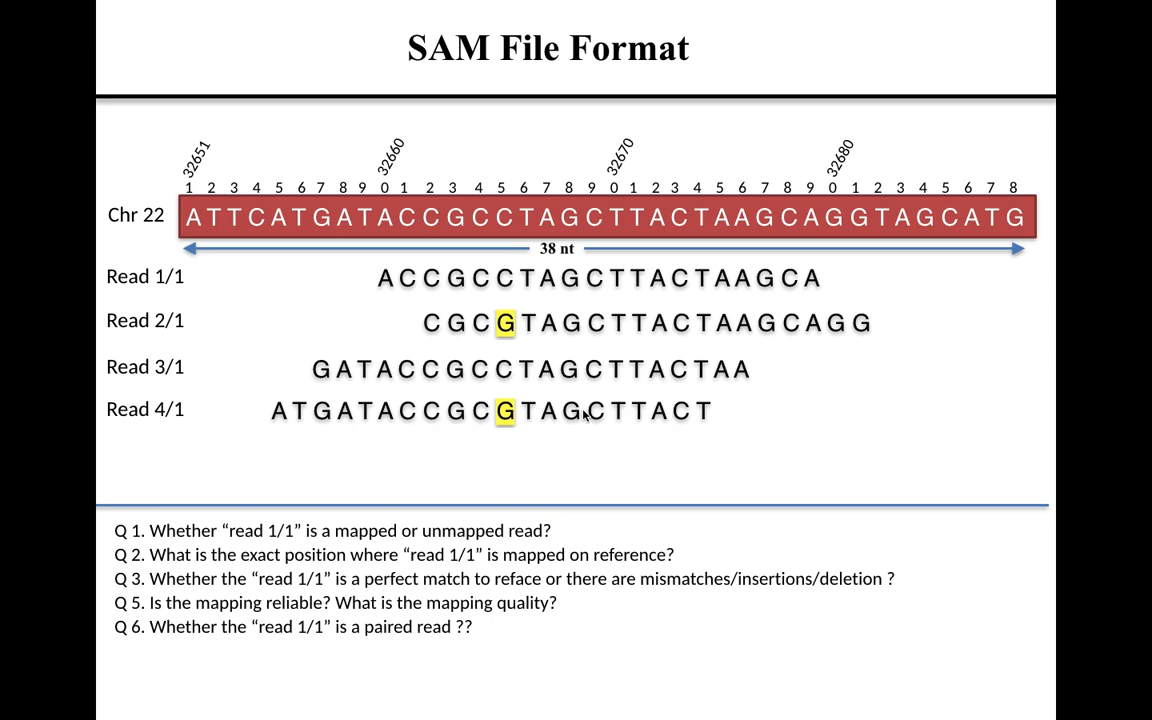 SAM File Format
32651 32660 32670 32680
1 2 3 4 5 6 7 8 9 0 1 2 3 4 5 6 7 8 9 0 1 2 3 4 5 6 7 8 9 0 1 2 3 4 5 6 7 8
Chr 22 A T T C A T G A T A C C G C C T A G C T T A C T A A G C A G G T A G C A T G
38 nt
Read 1/1 A C C G C C T A G C T T A C T A A G C A
Read 2/1 C G C G T A G C T T A C T A A G C A G G
Read 3/1 G A T A C C G C C T A G C T T A C T A A
Read 4/1 A T G A T A C C G C G T A G C T T A C T
Q 1. Whether “read 1/1” is a mapped or unmapped read?
Q 2. What is the exact position where “read 1/1” is mapped on reference?
Q 3. Whether the “read 1/1” is a perfect match to reface or there are mismatches/insertions/deletion ?
Q 5. Is the mapping reliable? What is the mapping quality?
Q 6. Whether the “read 1/1” is a paired read ??